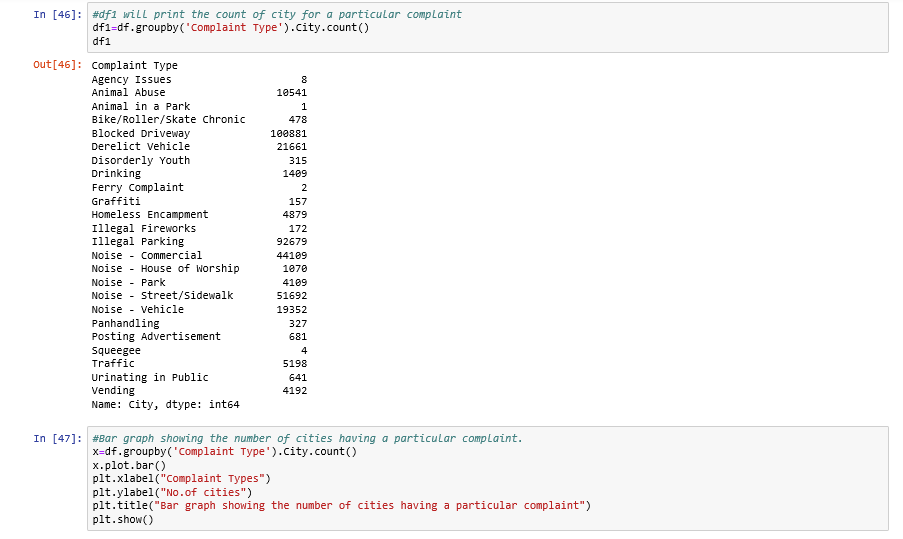 In [46]: #df1 will print the count of city for a particular complaint
df1=df.groupby('Complaint Type').City.count()
df1
Out[46]: Complaint Type
Agency Issues 8
Animal Abuse 10541
Animal in a Park 1
Bike/Roller/Skate Chronic 478
Blocked Driveway 100881
Derelict Vehicle 21661
Disorderly Youth 315
Drinking 1409
Ferry Complaint 2
Graffiti 157
Homeless Encampment 4879
Illegal Fireworks 172
Illegal Parking 92679
Noise - Commercial 44109
Noise - House of Worship 1070
Noise - Park 4109
Noise - Street/Sidewalk 51692
Noise - Vehicle 19352
Panhandling 327
Posting Advertisement 681
Squeegee 4
Traffic 5198
Urinating in Public 641
Vending 4192
Name: City, dtype: int64
In [47]: #Bar graph showing the number of cities having a particular complaint.
x=df.groupby('Complaint Type').City.count()
x.plot.bar()
plt.xlabel("Complaint Types")
plt.ylabel("No.of cities")
plt.title("Bar graph showing the number of cities having a particular complaint")
plt.show()